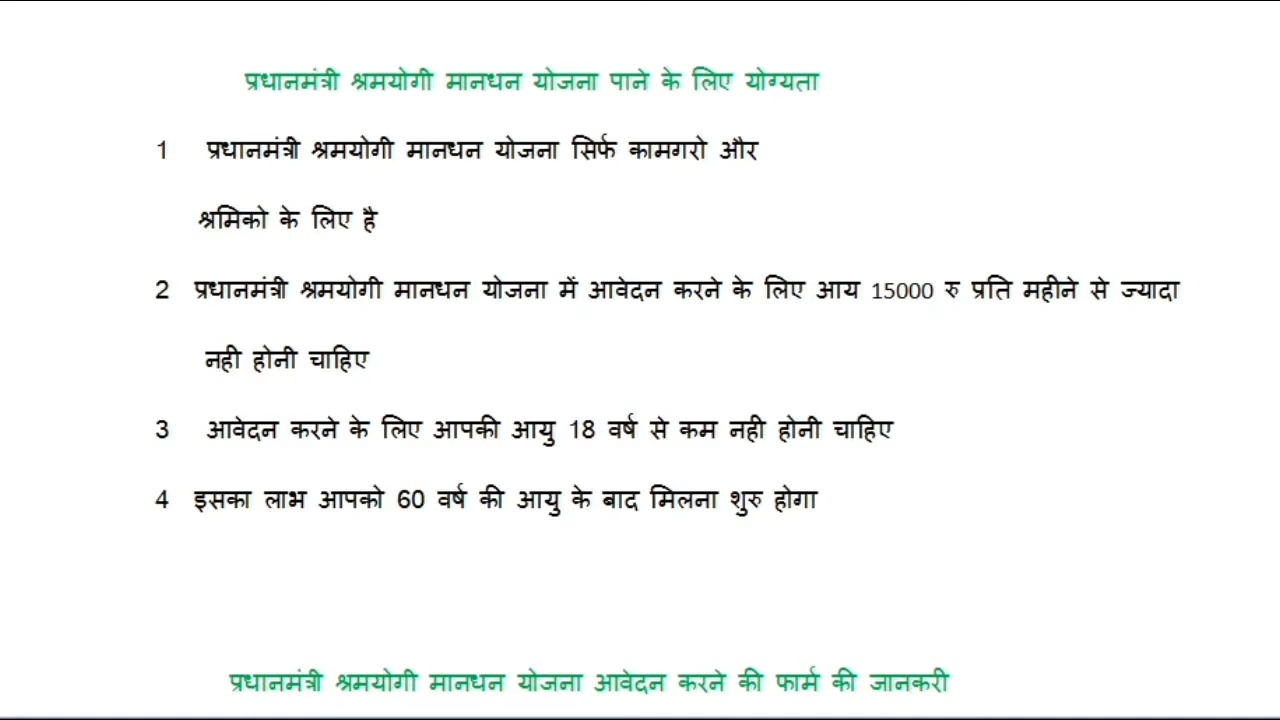 प्रधानमंत्री श्रमयोगी मानधन योजना पाने के लिए योग्यता
1 प्रधानमंत्री श्रमयोगी मानधन योजना सिर्फ कामगरो और
श्रमिको के लिए है
2 प्रधानमंत्री श्रमयोगी मानधन योजना में आवेदन करने के लिए आय 15000 रु प्रति महीने से ज्यादा
नही होनी चाहिए
3 आवेदन करने के लिए आपकी आयु 18 वर्ष से कम नही होनी चाहिए
4 इसका लाभ आपको 60 वर्ष की आयु के बाद मिलना शुरु होगा
प्रधानमंत्री श्रमयोगी मानधन योजना आवेदन करने की फार्म की जानकरी